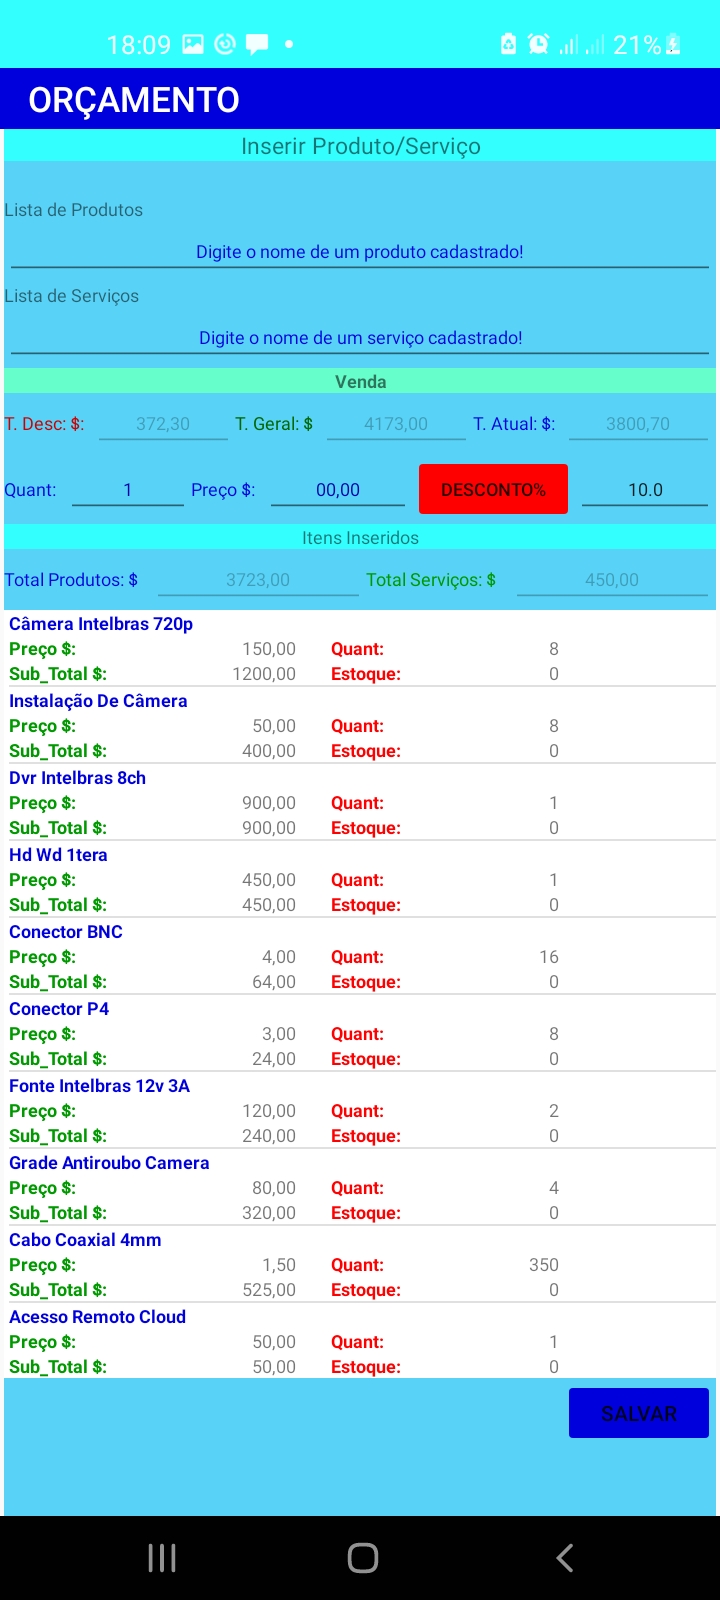 18:09 21%
ORÇAMENTO
Inserir Produto/Serviço
Lista de Produtos
Digite o nome de um produto cadastrado!
Lista de Serviços
Digite o nome de um serviço cadastrado!
Venda
T. Desc: $: 372,30 T. Geral: $ 4173,00 T. Atual: $: 3800,70
Quant: 1 Preço $: 00,00 DESCONTO% 10.0
Itens Inseridos
Total Produtos: $ 3723,00 Total Serviços: $ 450,00
Câmera Intelbras 720p
Preço $: 150,00 Quant: 8
Sub_Total $: 1200,00 Estoque: 0
Instalação De Câmera
Preço $: 50,00 Quant: 8
Sub_Total $: 400,00 Estoque: 0
Dvr Intelbras 8ch
Preço $: 900,00 Quant: 1
Sub_Total $: 900,00 Estoque: 0
Hd Wd 1tera
Preço $: 450,00 Quant: 1
Sub_Total $: 450,00 Estoque: 0
Conector BNC
Preço $: 4,00 Quant: 16
Sub_Total $: 64,00 Estoque: 0
Conector P4
Preço $: 3,00 Quant: 8
Sub_Total $: 24,00 Estoque: 0
Fonte Intelbras 12v 3A
Preço $: 120,00 Quant: 2
Sub_Total $: 240,00 Estoque: 0
Grade Antiroubo Camera
Preço $: 80,00 Quant: 4
Sub_Total $: 320,00 Estoque: 0
Cabo Coaxial 4mm
Preço $: 1,50 Quant: 350
Sub_Total $: 525,00 Estoque: 0
Acesso Remoto Cloud
Preço $: 50,00 Quant: 1
Sub_Total $: 50,00 Estoque: 0
SALVAR